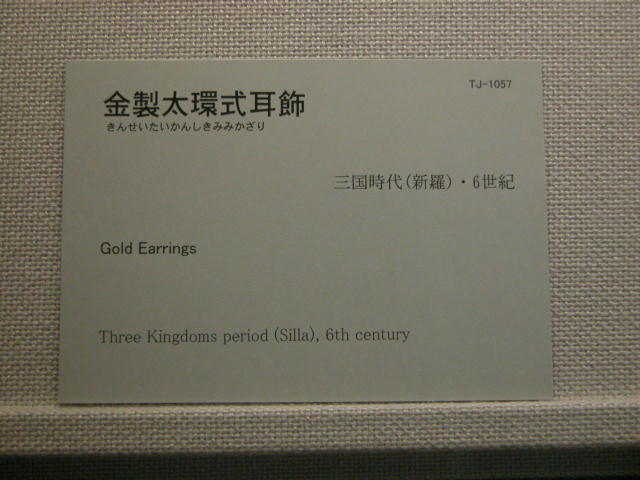 TJ-1057
金製太環式耳飾
きんせいたいかんしきみみかざり
三国時代(新羅)・6世紀
Gold Earrings
Three Kingdoms period (Silla), 6th century